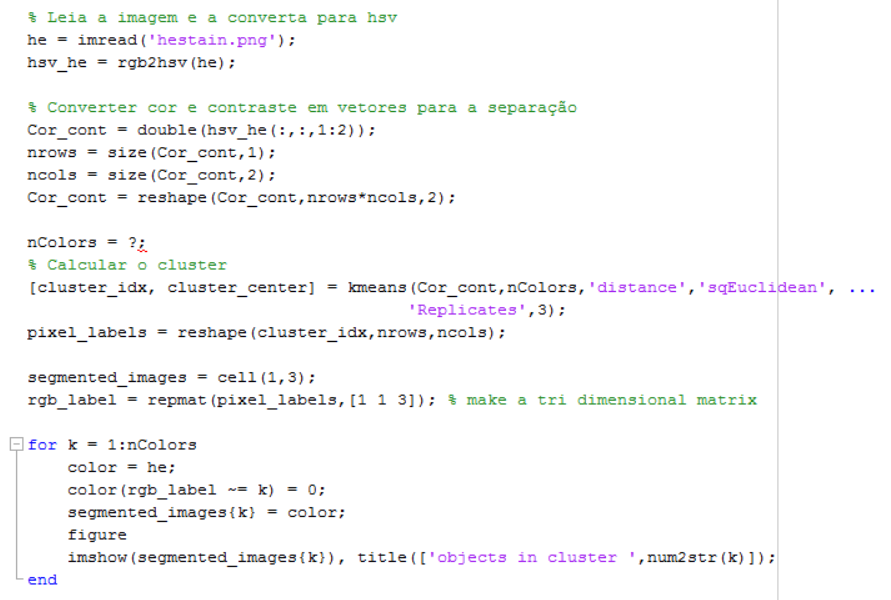 % Leia a imagem e a converta para hsv
he = imread('hestain.png');
hsv_he = rgb2hsv(he);
% Converter cor e contraste em vetores para a separação
Cor_cont = double(hsv_he(:,:,1:2));
nrows = size(Cor_cont,1);
ncols = size(Cor_cont,2);
Cor_cont = reshape(Cor_cont,nrows*ncols,2);
nColors = ?;
% Calcular o cluster
[cluster_idx, cluster_center] = kmeans(Cor_cont,nColors,'distance','sqEuclidean', ...
'Replicates',3);
pixel_labels = reshape(cluster_idx,nrows,ncols);
segmented_images = cell(1,3);
rgb_label = repmat(pixel_labels,[1 1 3]); % make a tri dimensional matrix
for k = 1:nColors
color = he;
color(rgb_label ~= k) = 0;
segmented_images{k} = color;
figure
imshow(segmented_images{k}), title(['objects in cluster ',num2str(k)]);
end